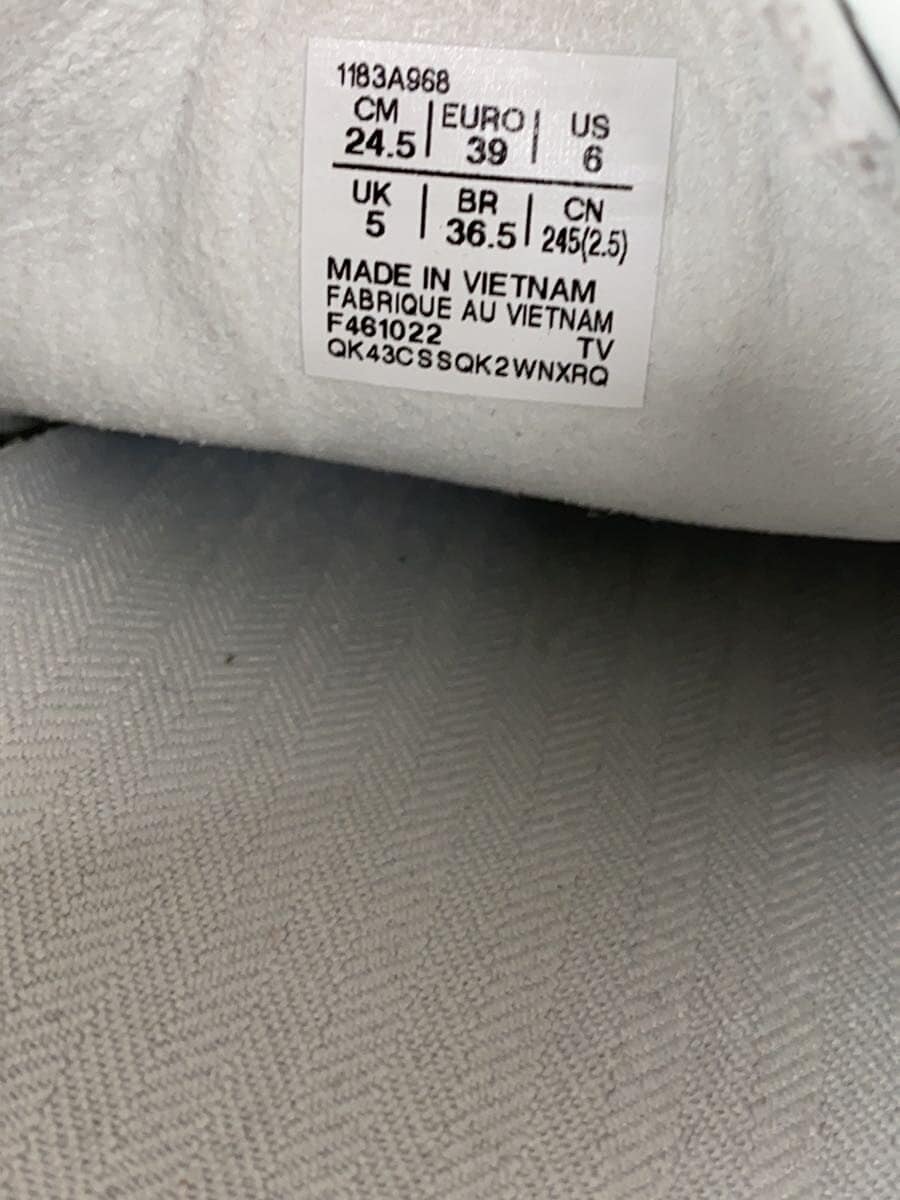 1183A968
CM | EURO | US
24.5 | 39 | 6
UK | BR | CN
5 | 36.5 | 245(2.5)
MADE IN VIETNAM
FABRIQUE AU VIETNAM
F461022 TV
QK43CSSQK2WNXRQ